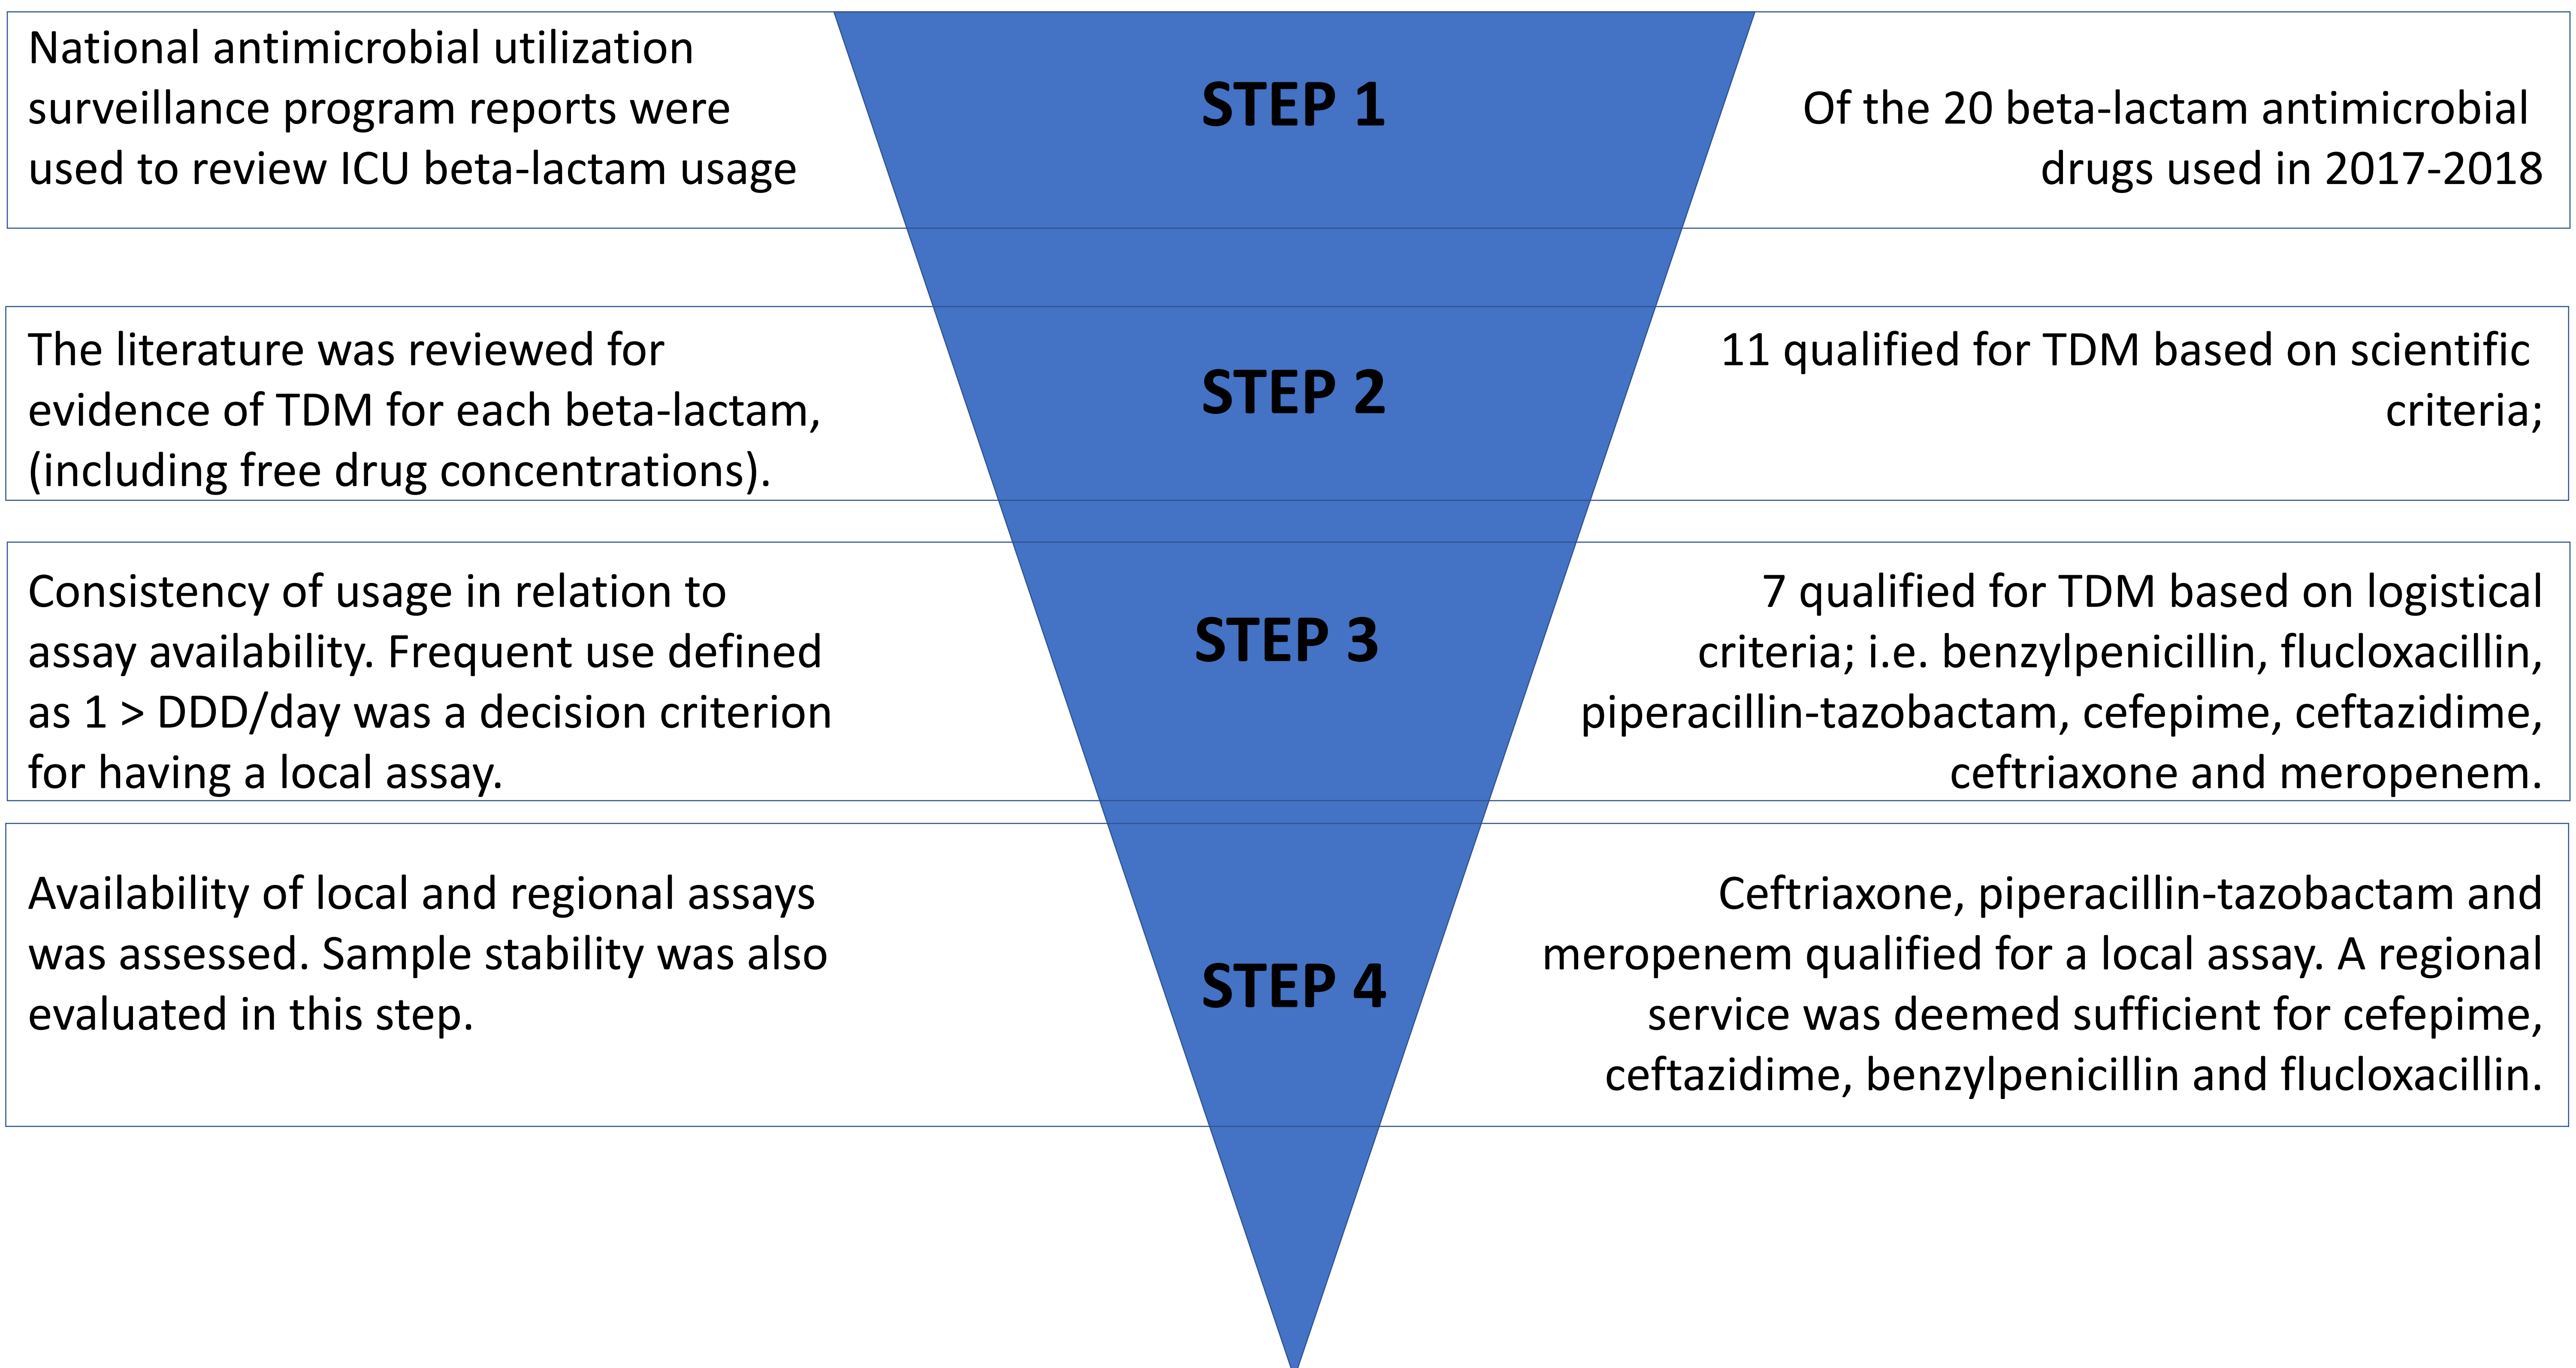 National antimicrobial utilization
surveillance program reports were
used to review ICU beta-lactam usage
STEP 1
Of the 20 beta-lactam antimicrobial
drugs used in 2017-2018
The literature was reviewed for
evidence of TDM for each beta-lactam,
(including free drug concentrations).
STEP 2
11 qualified for TDM based on scientific
criteria;
Consistency of usage in relation to
assay availability. Frequent use defined
as 1 > DDD/day was a decision criterion
for having a local assay.
STEP 3
7 qualified for TDM based on logistical
criteria; i.e. benzylpenicillin, flucloxacillin,
piperacillin-tazobactam, cefepime, ceftazidime,
ceftriaxone and meropenem.
Availability of local and regional assays
was assessed. Sample stability was also
evaluated in this step.
STEP 4
Ceftriaxone, piperacillin-tazobactam and
meropenem qualified for a local assay. A regional
service was deemed sufficient for cefepime,
ceftazidime, benzylpenicillin and flucloxacillin.